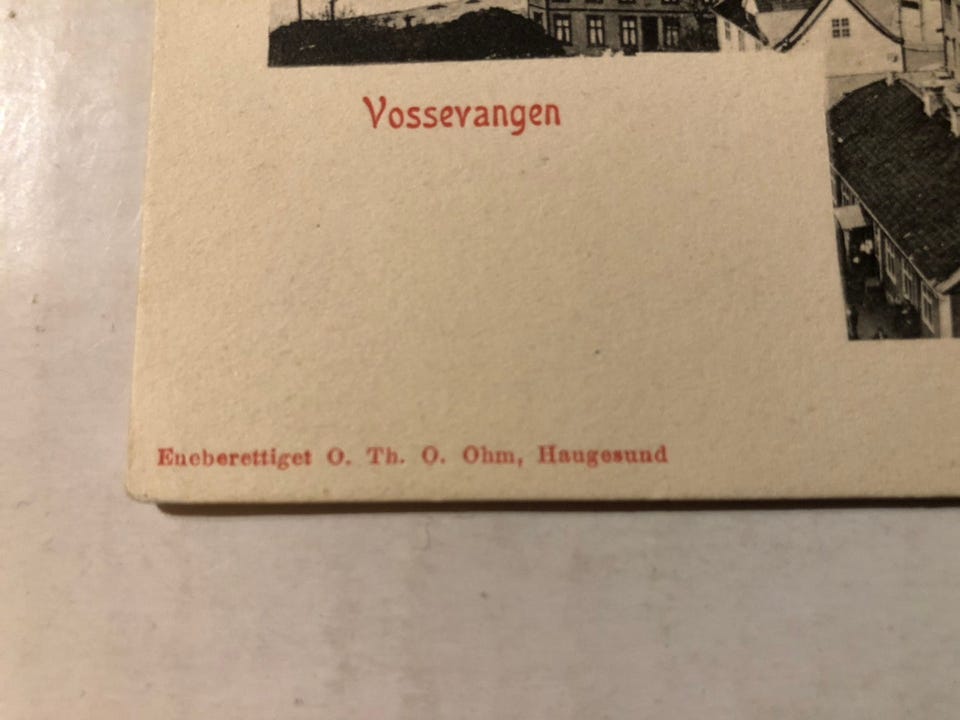 Vossevangen
Eneberettiget O. Th. O. Ohm, Haugesund